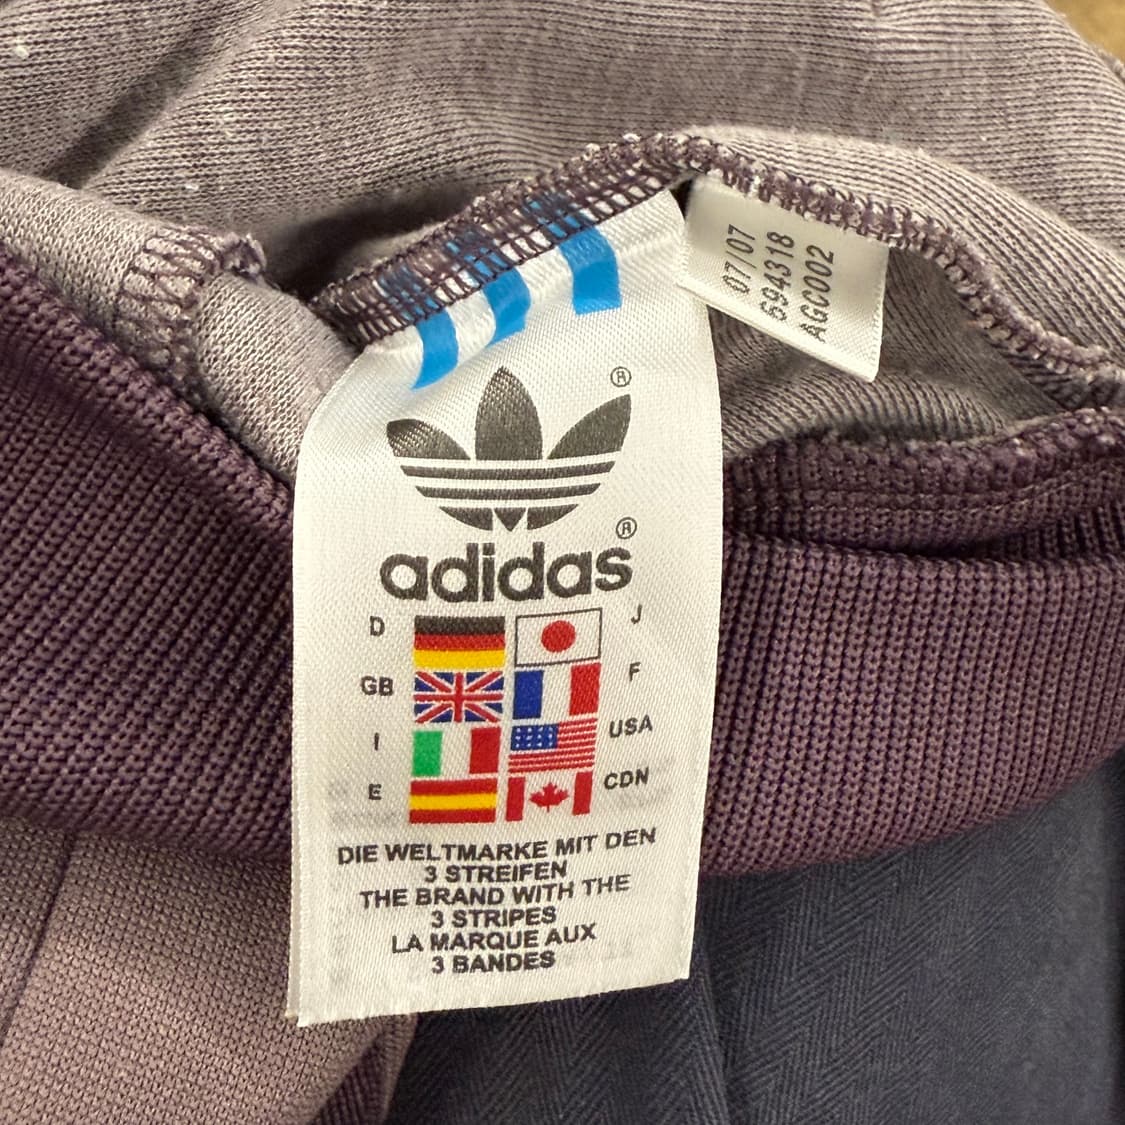 07/07
694318
AGC002
®
®
adidas
D
J
GB
F
I
USA
E
CDN
DIE WELTMARKE MIT DEN
3 STREIFEN
THE BRAND WITH THE
3 STRIPES
LA MARQUE AUX
3 BANDES